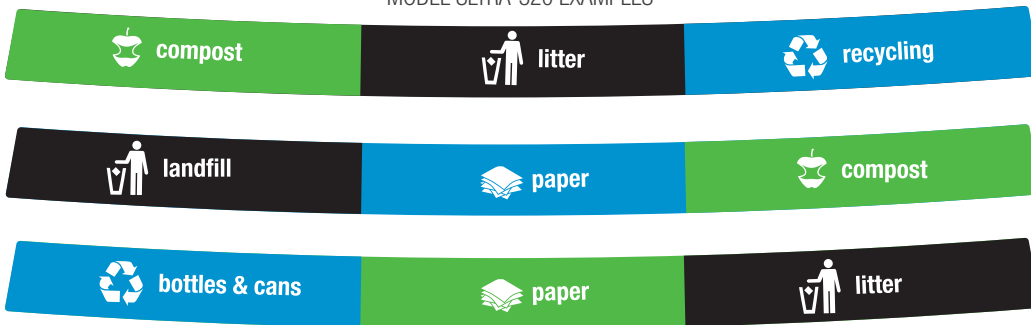 compost litter recycling
landfill paper compost
bottles & cans paper litter